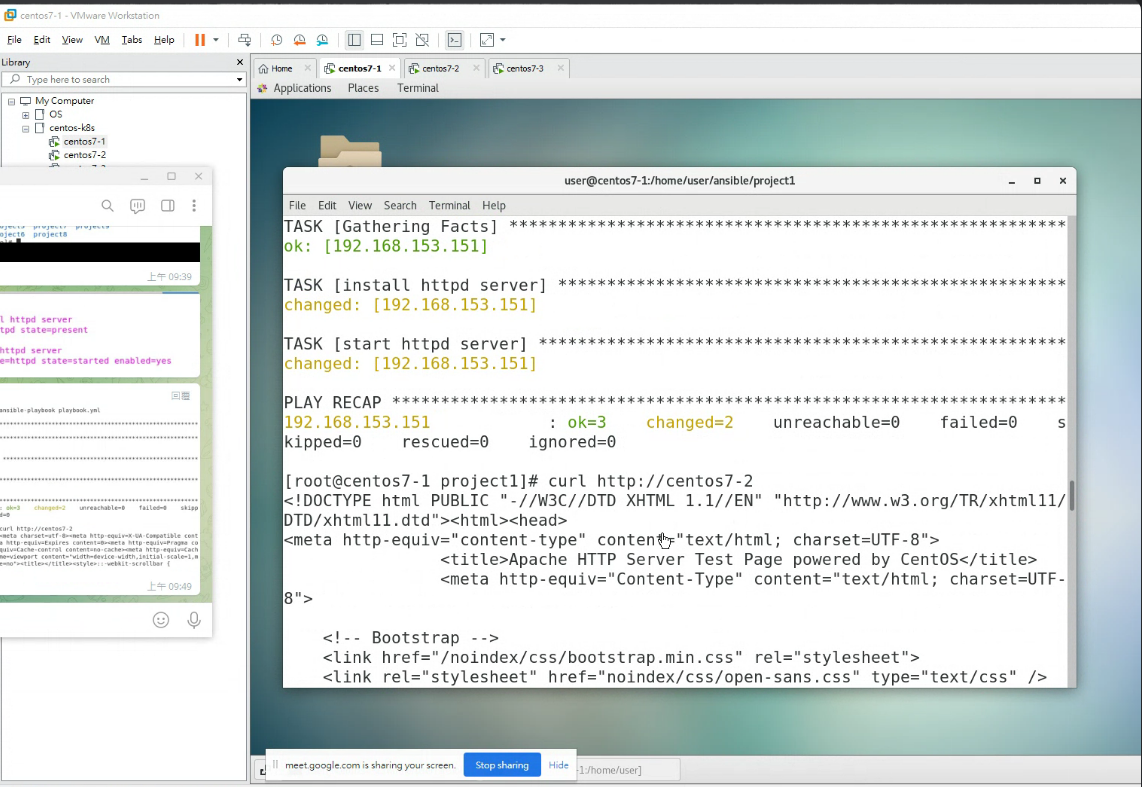 centos7-1 - VMware Workstation
File Edit View VM Tabs Help
Library
Type here to search
My Computer
OS
centos-k8s
centos7-1
centos7-2
Home centos7-1 centos7-2 centos7-3
Applications Places Terminal
project8
上午 09:39
l httpd server
tpd state=present
httpd server
e=httpd state=started enabled=yes
ansible-playbook playbook.yml
ok=3 changed=2 unreachable=0 failed=0 skipp
curl http://centos7-2
上午 09:49
user@centos7-1:/home/user/ansible/project1
File Edit View Search Terminal Help
TASK [Gathering Facts] *********************************************************
ok: [192.168.153.151]
TASK [install httpd server] ****************************************************
changed: [192.168.153.151]
TASK [start httpd server] ******************************************************
changed: [192.168.153.151]
PLAY RECAP *********************************************************************
192.168.153.151 : ok=3 changed=2 unreachable=0 failed=0 s
kipped=0 rescued=0 ignored=0
[root@centos7-1 project1]# curl http://centos7-2
<!DOCTYPE html PUBLIC "-//W3C//DTD XHTML 1.1//EN" "http://www.w3.org/TR/xhtml11/
DTD/xhtml11.dtd"><html><head>
<meta http-equiv="content-type" content="text/html; charset=UTF-8">
<title>Apache HTTP Server Test Page powered by CentOS</title>
<meta http-equiv="Content-Type" content="text/html; charset=UTF-
8">
<!-- Bootstrap -->
<link href="/noindex/css/bootstrap.min.css" rel="stylesheet">
<link rel="stylesheet" href="noindex/css/open-sans.css" type="text/css" />
meet.google.com is sharing your screen. Stop sharing Hide
-1:/home/user]